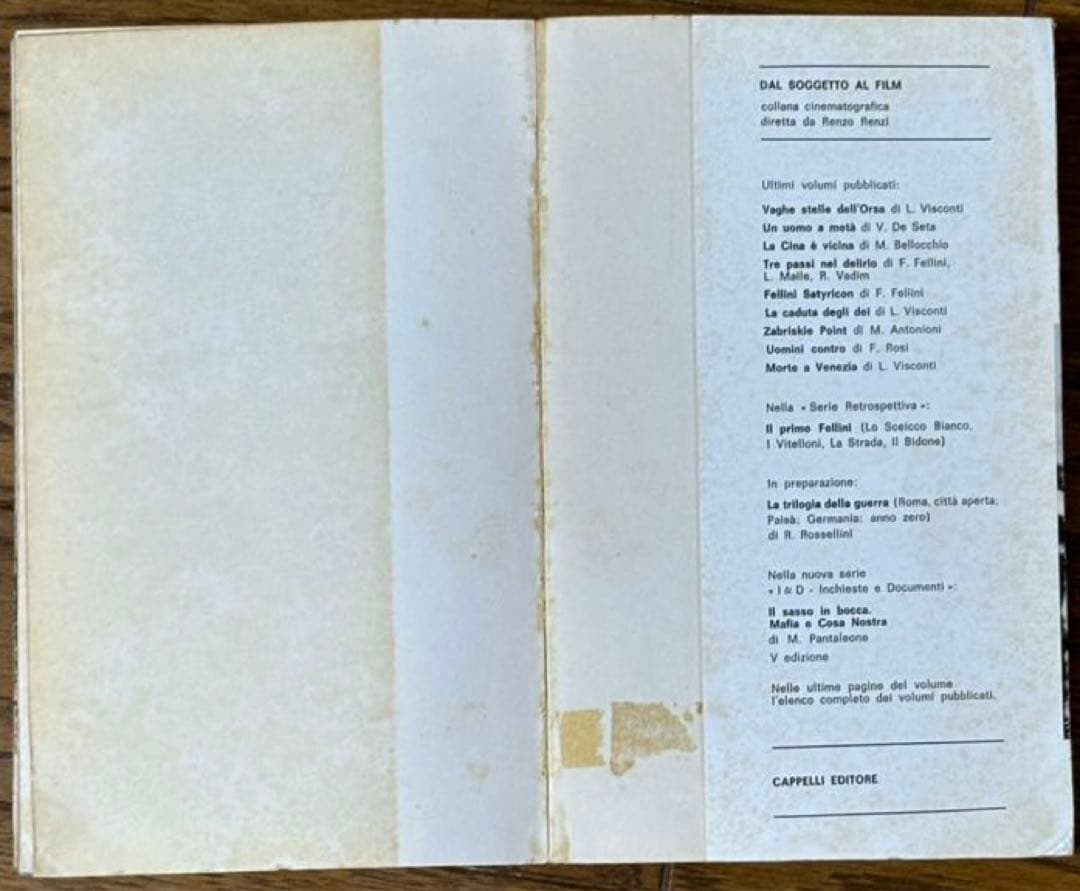 DAL SOGGETTO AL FILM
collana cinematografica
diretta da Renzo Renzi
Ultimi volumi pubblicati:
Vaghe stelle dell'Orsa di L. Visconti
Un uomo a metà di V. De Seta
La Cina è vicina di M. Bellocchio
Tre passi nel delirio di F. Fellini,
L. Malle, R. Vadim
Fellini Satyricon di F. Fellini
La caduta degli dei di L. Visconti
Zabriskie Point di M. Antonioni
Uomini contro di F. Rosi
Morte a Venezia di L. Visconti
Nella « Serie Retrospettiva »:
Il primo Fellini (Lo Sceicco Bianco,
I Vitelloni, La Strada, Il Bidone)
In preparazione:
La trilogia della guerra (Roma, città aperta;
Paisà; Germania: anno zero)
di R. Rossellini
Nella nuova serie
« I & D - Inchieste e Documenti »:
Il sasso in bocca.
Mafia e Cosa Nostra
di M. Pantaleone
V edizione
Nelle ultime pagine del volume
l'elenco completo dei volumi pubblicati.
CAPPELLI EDITORE